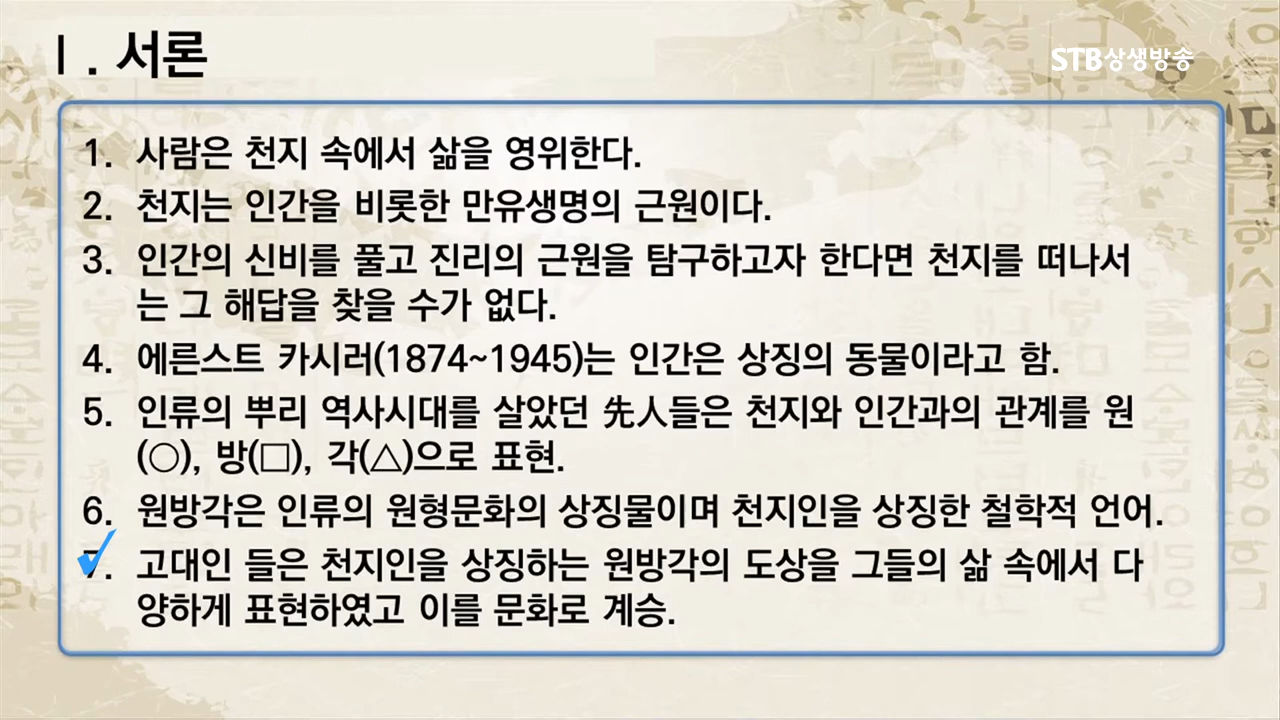 Ⅰ. 서론
STB상생방송
1. 사람은 천지 속에서 삶을 영위한다.
2. 천지는 인간을 비롯한 만유생명의 근원이다.
3. 인간의 신비를 풀고 진리의 근원을 탐구하고자 한다면 천지를 떠나서
는 그 해답을 찾을 수가 없다.
4. 에른스트 카시러(1874~1945)는 인간은 상징의 동물이라고 함.
5. 인류의 뿌리 역사시대를 살았던 先人들은 천지와 인간과의 관계를 원
(○), 방(□), 각(△)으로 표현.
6. 원방각은 인류의 원형문화의 상징물이며 천지인을 상징한 철학적 언어.
7. 고대인 들은 천지인을 상징하는 원방각의 도상을 그들의 삶 속에서 다
양하게 표현하였고 이를 문화로 계승.